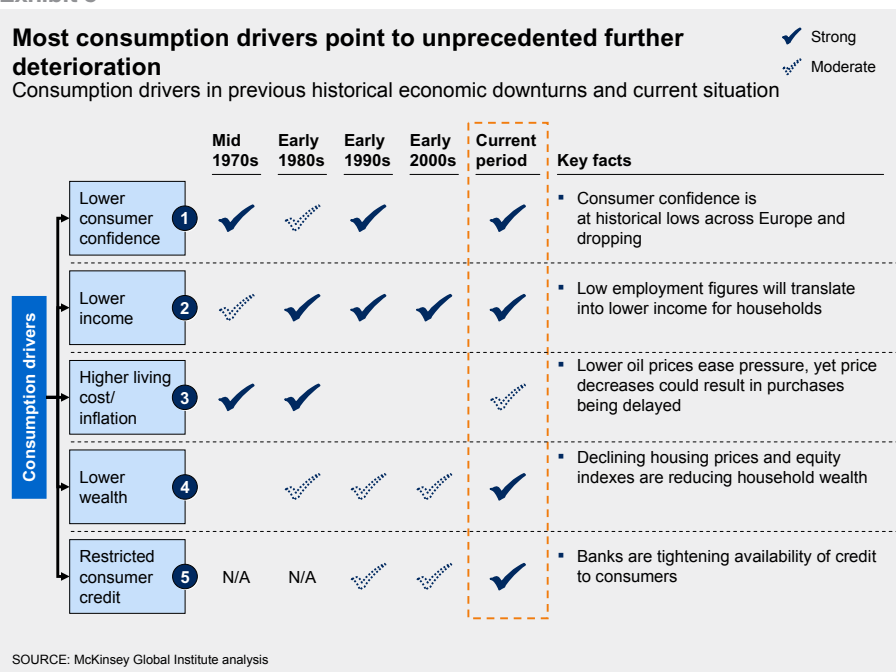 Most consumption drivers point to unprecedented further
deterioration
Strong
Moderate
Consumption drivers in previous historical economic downturns and current situation
Mid
1970s
Early
1980s
Early
1990s
Early
2000s
Current
period
Key facts
Consumption drivers
Lower
consumer
confidence
1
▪ Consumer confidence is
at historical lows across Europe and
dropping
Lower
income
2
▪ Low employment figures will translate
into lower income for households
Higher living
cost/
inflation
3
▪ Lower oil prices ease pressure, yet price
decreases could result in purchases
being delayed
Lower
wealth
4
▪ Declining housing prices and equity
indexes are reducing household wealth
Restricted
consumer
credit
5
N/A
N/A
▪ Banks are tightening availability of credit
to consumers
SOURCE: McKinsey Global Institute analysis